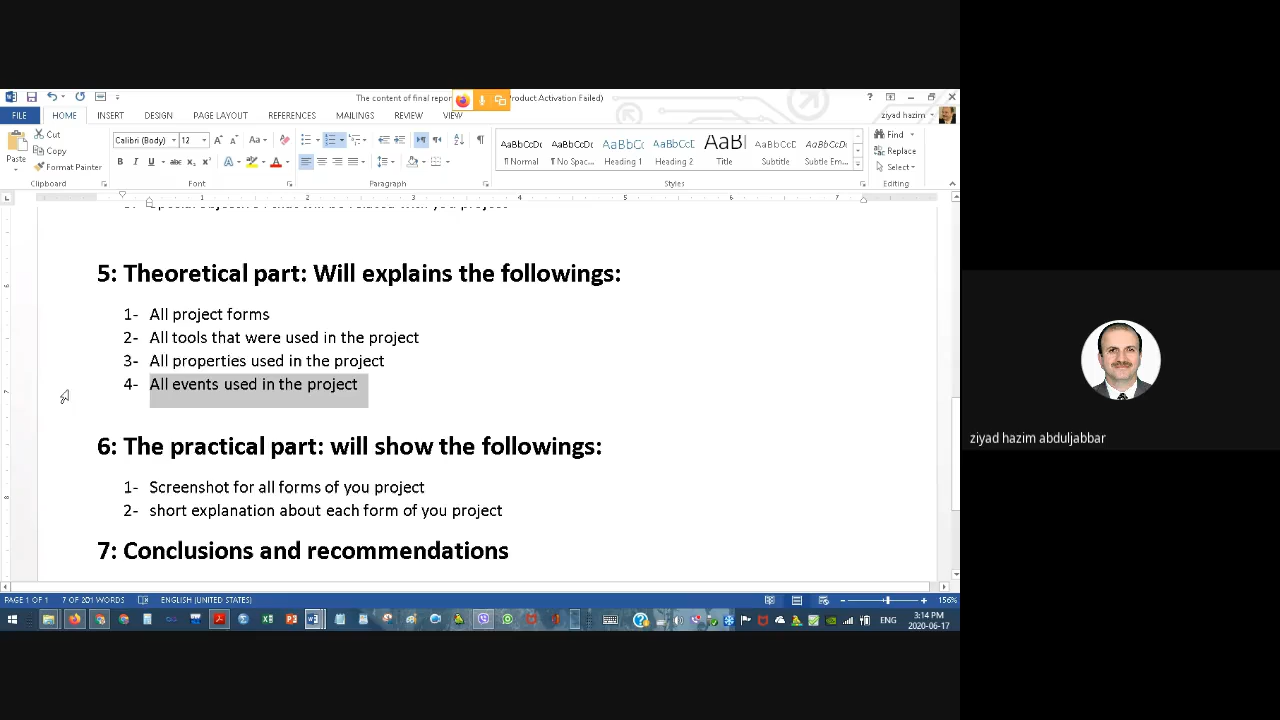 The content of final repor
Product Activation Failed)
FILE HOME INSERT DESIGN PAGE LAYOU REFERENCES MAILINGS REVIEW VIEW
ziyad hazim
Cut
Copy
Format Painter
Paste
Calibri (Body) 12
AaBbCcDc AaBbCcDc AaBbCc AaBbCcC AaB AaBbCcD AaBbCcDc
¶ Normal ¶ No Spac... Heading 1 Heading 2 Title Subtitle Subtle Em...
Find
Replace
Select
Clipboard Font Paragraph Styles Editing
5: Theoretical part: Will explains the followings:
1- All project forms
2- All tools that were used in the project
3- All properties used in the project
4- All events used in the project
6: The practical part: will show the followings:
1- Screenshot for all forms of you project
2- short explanation about each form of you project
7: Conclusions and recommendations
PAGE 1 OF 1 7 OF 201 WORDS ENGLISH (UNITED STATES) 156%
ENG
3:14 PM
2020-06-17
ziyad hazim abduljabbar